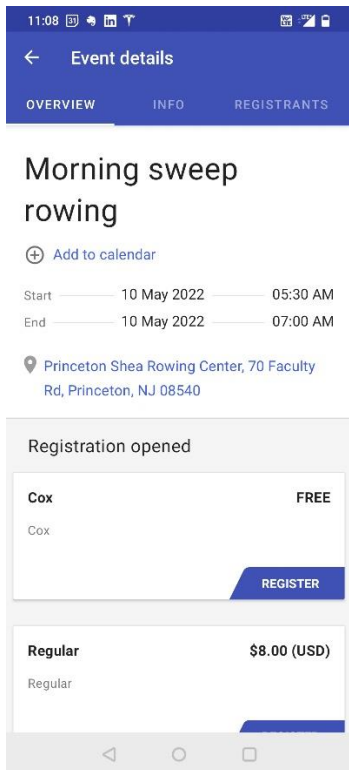 11:08
Event details
OVERVIEW INFO REGISTRANTS
Morning sweep
rowing
Add to calendar
Start 10 May 2022 05:30 AM
End 10 May 2022 07:00 AM
Princeton Shea Rowing Center, 70 Faculty
Rd, Princeton, NJ 08540
Registration opened
Cox FREE
Cox
REGISTER
Regular $8.00 (USD)
Regular